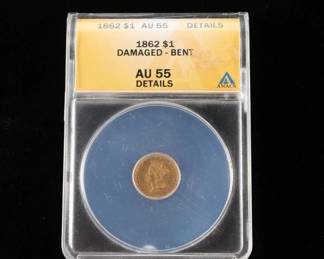 1862 $1 AU 55 DETAILS
1862 $1
DAMAGED - BENT
AU 55
DETAILS
ANACS